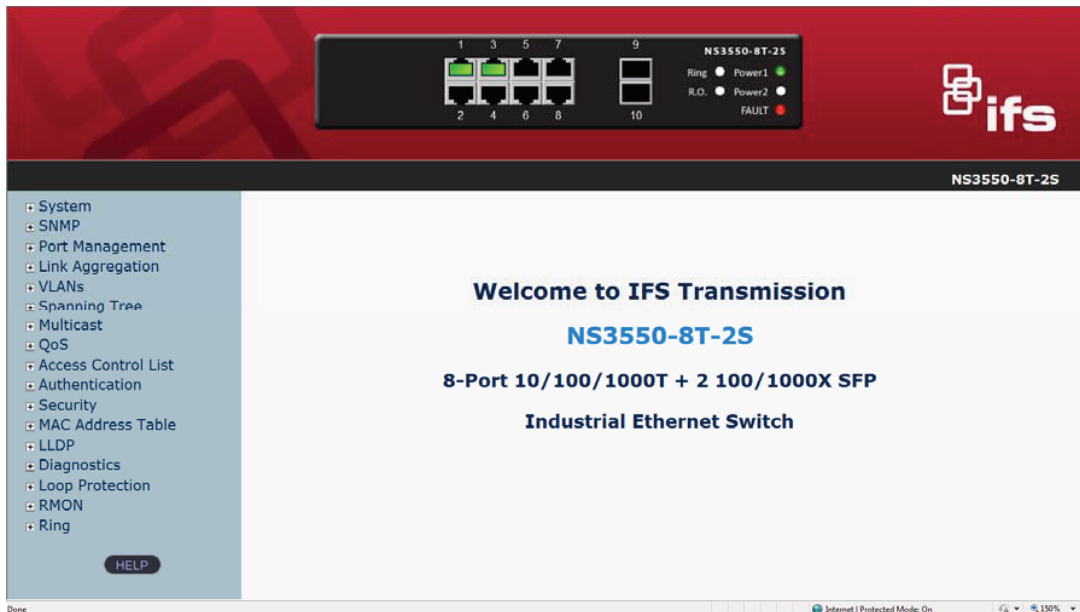 1 3 5 7 9
NS3550-8T-2S
Ring Power1
R.O. Power2
FAULT
2 4 6 8 10
ifs
NS3550-8T-2S
System
SNMP
Port Management
Link Aggregation
VLANs
Spanning Tree
Multicast
QoS
Access Control List
Authentication
Security
MAC Address Table
LLDP
Diagnostics
Loop Protection
RMON
Ring
HELP
Welcome to IFS Transmission
NS3550-8T-2S
8-Port 10/100/1000T + 2 100/1000X SFP
Industrial Ethernet Switch
Done
Internet | Protected Mode: On
150%